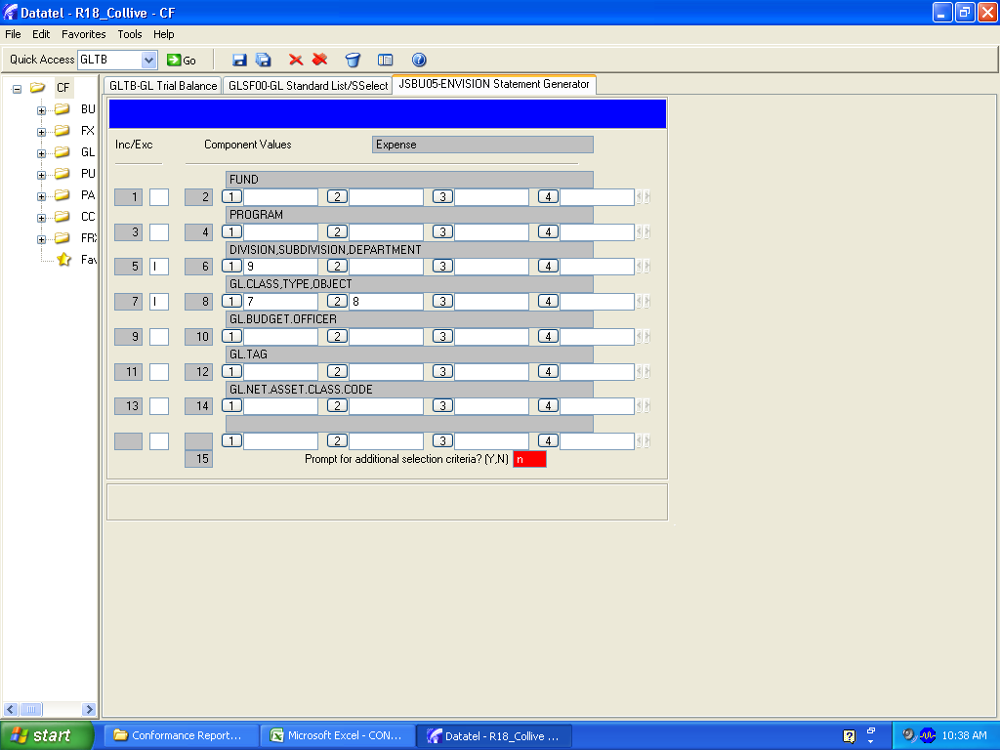 Datatel - R18_Collive - CF
File Edit Favorites Tools Help
Quick Access GLTB Go
CF
BU
FX
GL
PU
PA
CC
FR
Fav
GLTB-GL Trial Balance GLSF00-GL Standard List/SSelect JSBU05-ENVISION Statement Generator
Inc/Exc Component Values Expense
FUND
1 2 1 2 3 4
PROGRAM
3 4 1 2 3 4
DIVISION,SUBDIVISION,DEPARTMENT
5 I 6 1 9 2 3 4
GL.CLASS,TYPE,OBJECT
7 I 8 1 7 2 8 3 4
GL.BUDGET.OFFICER
9 10 1 2 3 4
GL.TAG
11 12 1 2 3 4
GL.NET.ASSET.CLASS.CODE
13 14 1 2 3 4
1 2 3 4
15 Prompt for additional selection criteria? (Y,N) n
start Conformance Report... Microsoft Excel - CON... Datatel - R18_Collive ... 10:38 AM